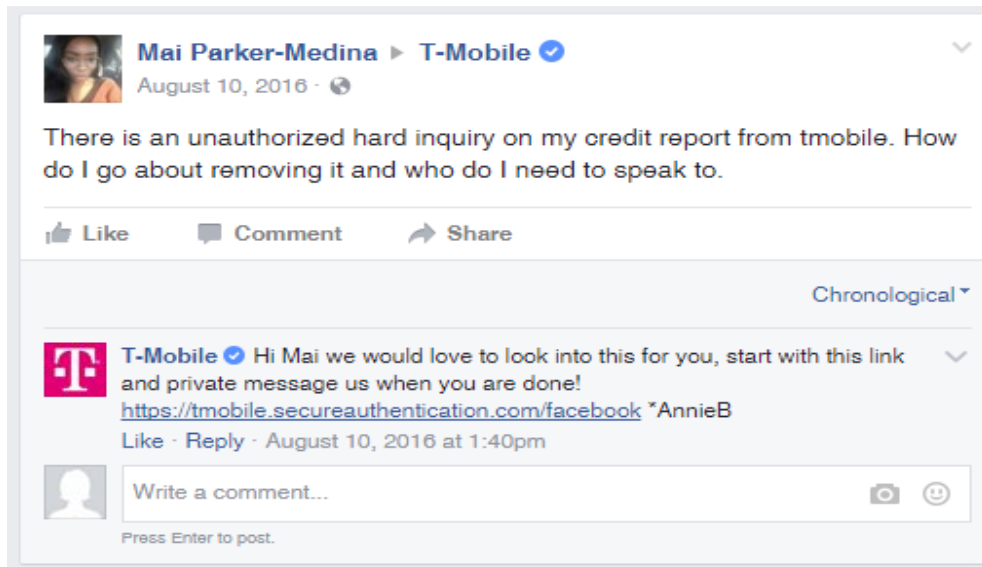 Mai Parker-Medina ▶ T-Mobile
August 10, 2016 ·
There is an unauthorized hard inquiry on my credit report from tmobile. How
do I go about removing it and who do I need to speak to.
Like Comment Share
Chronological
T-Mobile Hi Mai we would love to look into this for you, start with this link
and private message us when you are done!
https://tmobile.secureauthentication.com/facebook *AnnieB
Like · Reply · August 10, 2016 at 1:40pm
Write a comment...
Press Enter to post.